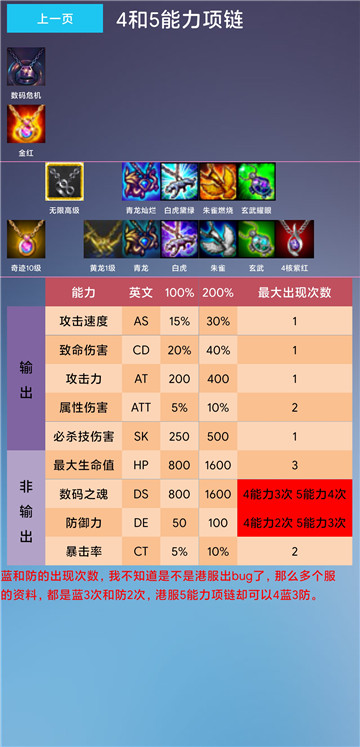 上一页 4和5能力项链
数码危机
金红
无限高级 青龙灿烂 白虎黛绿 朱雀燃烧 玄武耀眼
奇迹10级 黄龙1级 青龙 白虎 朱雀 玄武 4核紫红
能力 英文 100% 200% 最大出现次数
输出
攻击速度 AS 15% 30% 1
致命伤害 CD 20% 40% 1
攻击力 AT 200 400 1
属性伤害 ATT 5% 10% 2
必杀技伤害 SK 250 500 1
非输出
最大生命值 HP 800 1600 3
数码之魂 DS 800 1600 4能力3次 5能力4次
防御力 DE 50 100 4能力2次 5能力3次
暴击率 CT 5% 10% 2
蓝和防的出现次数，我不知道是不是港服出bug了，那么多个服
的资料，都是蓝3次和防2次，港服5能力项链却可以4蓝3防。